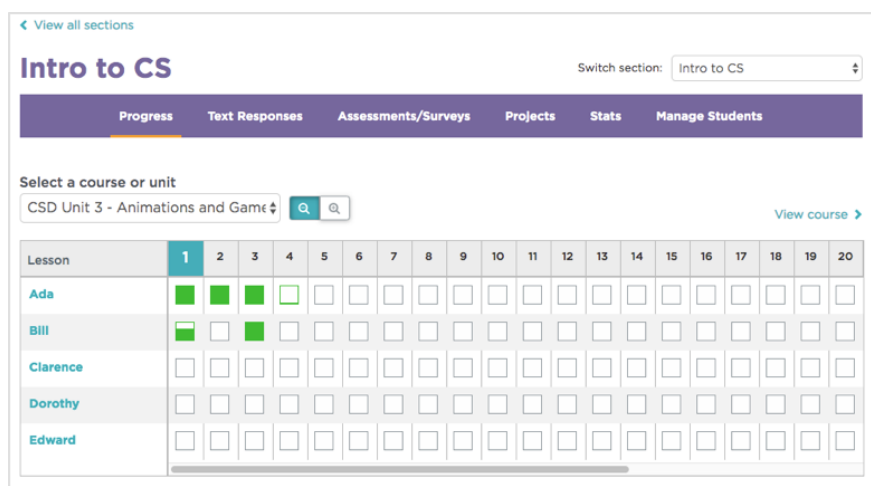 View all sections
Intro to CS
Switch section: Intro to CS
Progress Text Responses Assessments/Surveys Projects Stats Manage Students
Select a course or unit
CSD Unit 3 - Animations and Game
View course
Lesson 1 2 3 4 5 6 7 8 9 10 11 12 13 14 15 16 17 18 19 20
Ada
Bill
Clarence
Dorothy
Edward